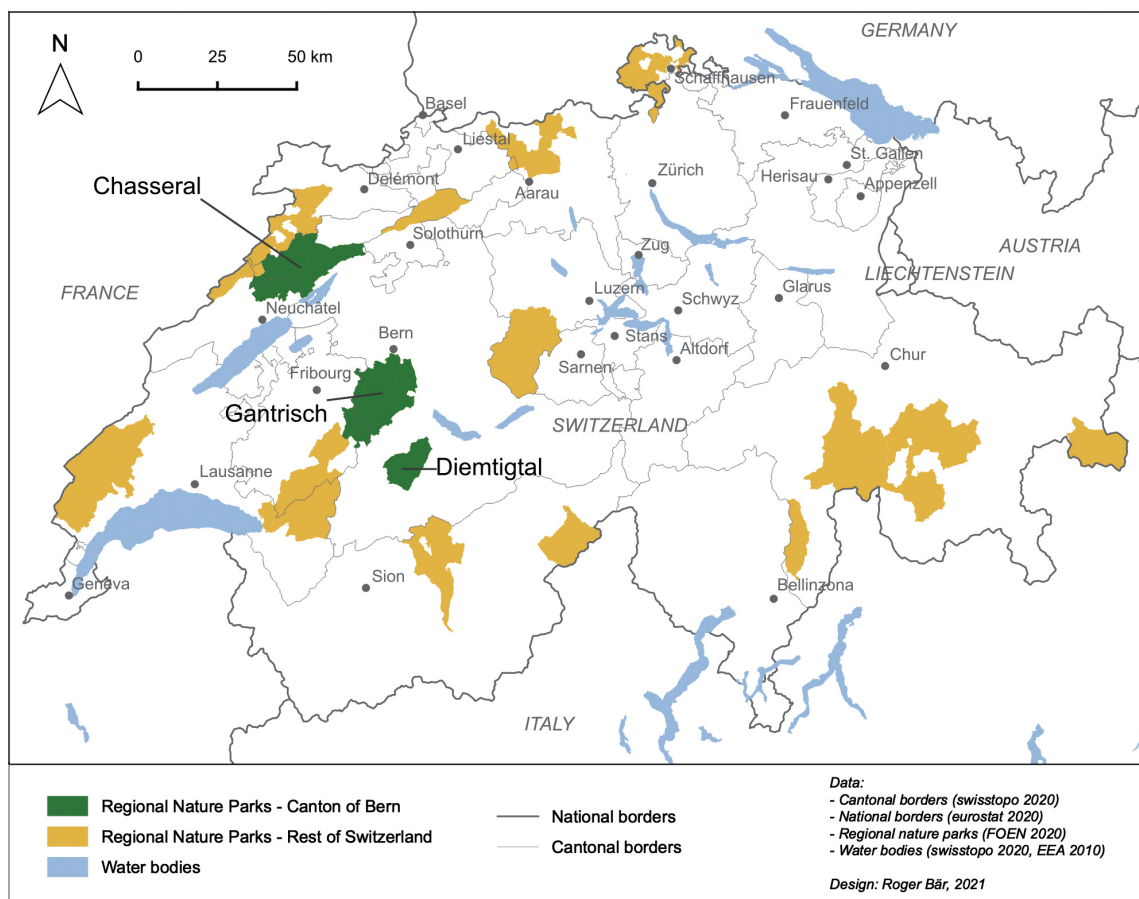 N
0 25 50 km
GERMANY
Schaffhausen
Basel
Frauenfeld
Liestal
St. Gallen
Delémont
Zürich
Herisau
Chasseral
Aarau
Appenzell
Solothurn
Zug
AUSTRIA
FRANCE
LIECHTENSTEIN
Luzern
Glarus
Neuchâtel
Schwyz
Bern
Stans
Altdorf
Sarnen
Chur
Fribourg
Gantrisch
SWITZERLAND
Diemtigtal
Lausanne
Sion
Geneva
Bellinzona
ITALY
Regional Nature Parks - Canton of Bern
Regional Nature Parks - Rest of Switzerland
Water bodies
National borders
Cantonal borders
Data:
- Cantonal borders (swisstopo 2020)
- National borders (eurostat 2020)
- Regional nature parks (FOEN 2020)
- Water bodies (swisstopo 2020, EEA 2010)
Design: Roger Bär, 2021